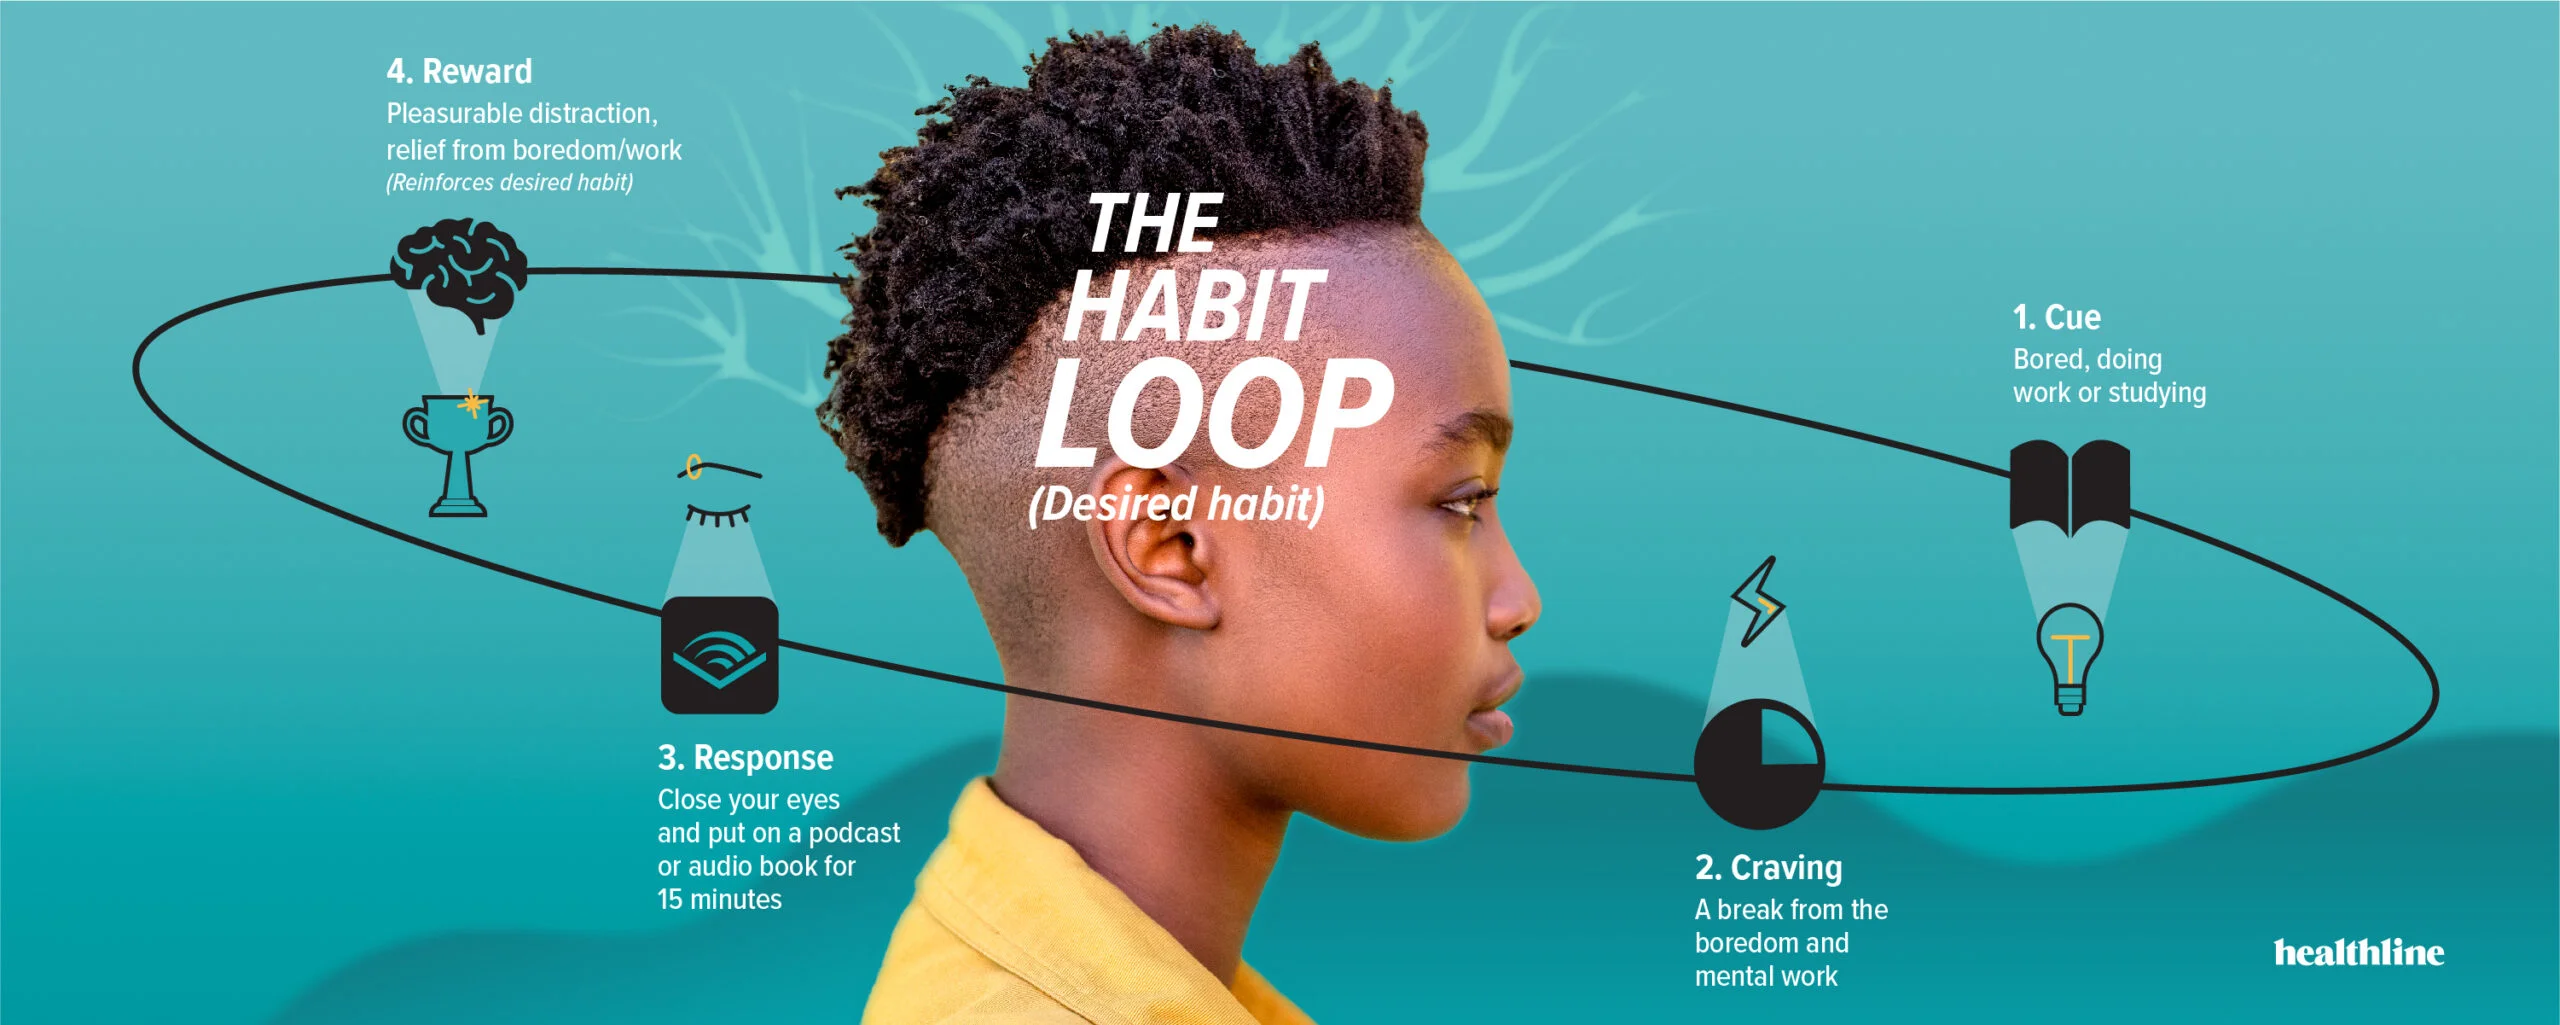 THE
HABIT
LOOP
(Desired habit)
1. Cue
Bored, doing
work or studying
2. Craving
A break from the
boredom and
mental work
3. Response
Close your eyes
and put on a podcast
or audio book for
15 minutes
4. Reward
Pleasurable distraction,
relief from boredom/work
(Reinforces desired habit)
healthline